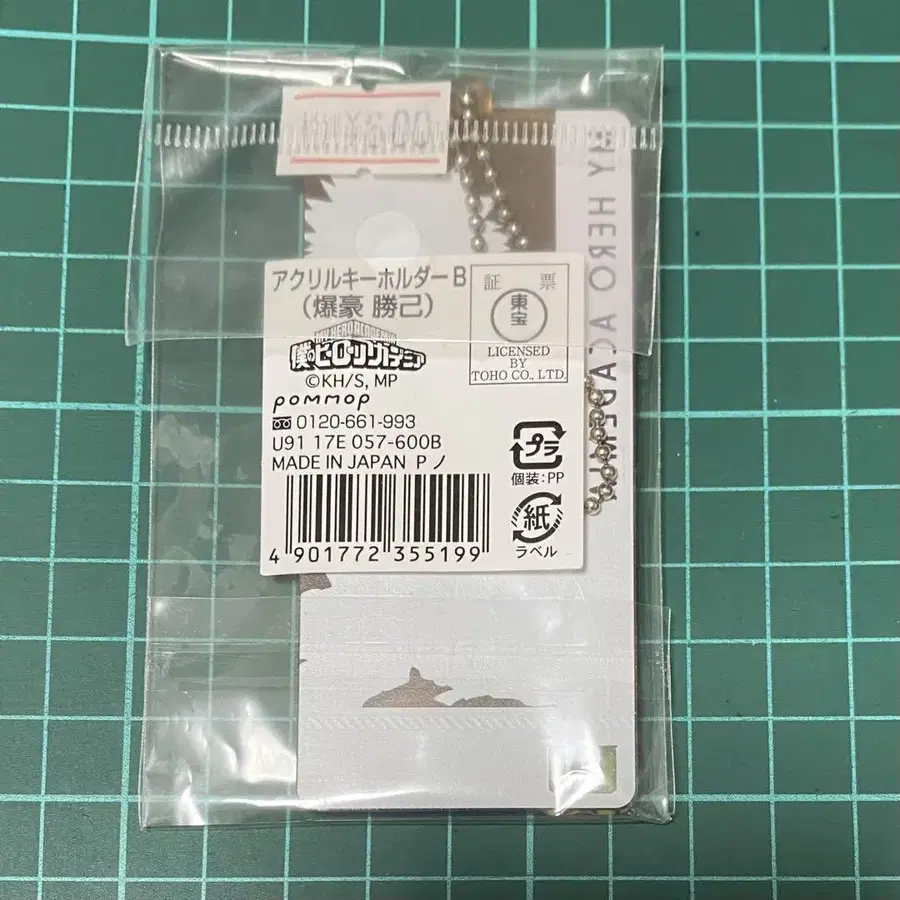 MY HERO ACADEMIA
アクリルキーホルダーB
(爆豪 勝己)
僕のヒーローアカデミア
©KH/S, MP
pommop
0120-661-993
U91 17E 057-600B
MADE IN JAPAN Pノ
4 901772 355199
証 票
東宝
LICENSED
BY
TOHO CO., LTD.
プラ
個装:PP
紙
ラベル